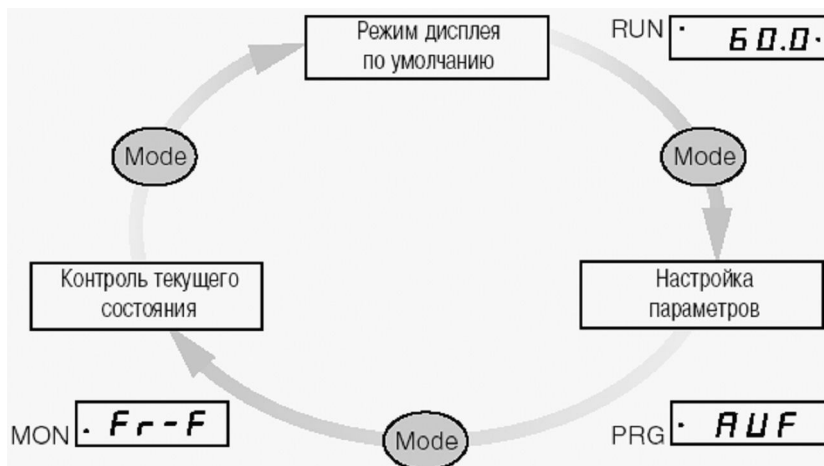 Режим дисплея
по умолчанию
RUN
60.0
Mode
Mode
Контроль текущего
состояния
Настройка
параметров
MON
Fr-F
Mode
PRG
AUF